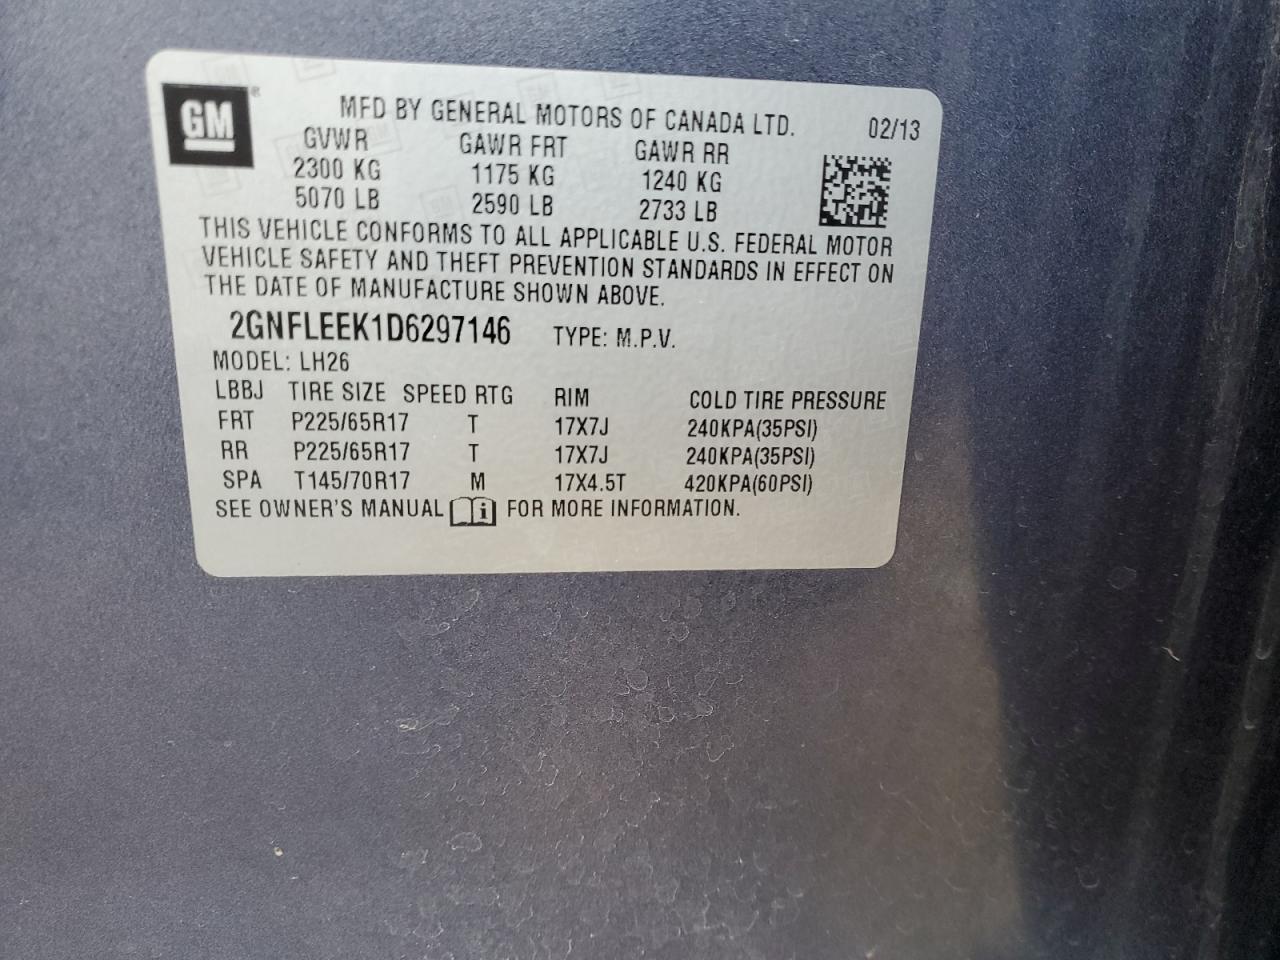 GM®
MFD BY GENERAL MOTORS OF CANADA LTD. 02/13
GVWR GAWR FRT GAWR RR
2300 KG 1175 KG 1240 KG
5070 LB 2590 LB 2733 LB
THIS VEHICLE CONFORMS TO ALL APPLICABLE U.S. FEDERAL MOTOR
VEHICLE SAFETY AND THEFT PREVENTION STANDARDS IN EFFECT ON
THE DATE OF MANUFACTURE SHOWN ABOVE.
2GNFLEEK1D6297146 TYPE: M.P.V.
MODEL: LH26
LBBJ TIRE SIZE SPEED RTG RIM COLD TIRE PRESSURE
FRT P225/65R17 T 17X7J 240KPA(35PSI)
RR P225/65R17 T 17X7J 240KPA(35PSI)
SPA T145/70R17 M 17X4.5T 420KPA(60PSI)
SEE OWNER'S MANUAL i FOR MORE INFORMATION.